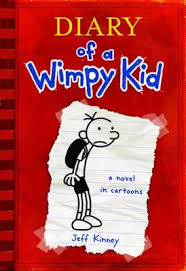 DIARY
of a
Wimpy Kid
a novel
in cartoons
Jeff Kinney